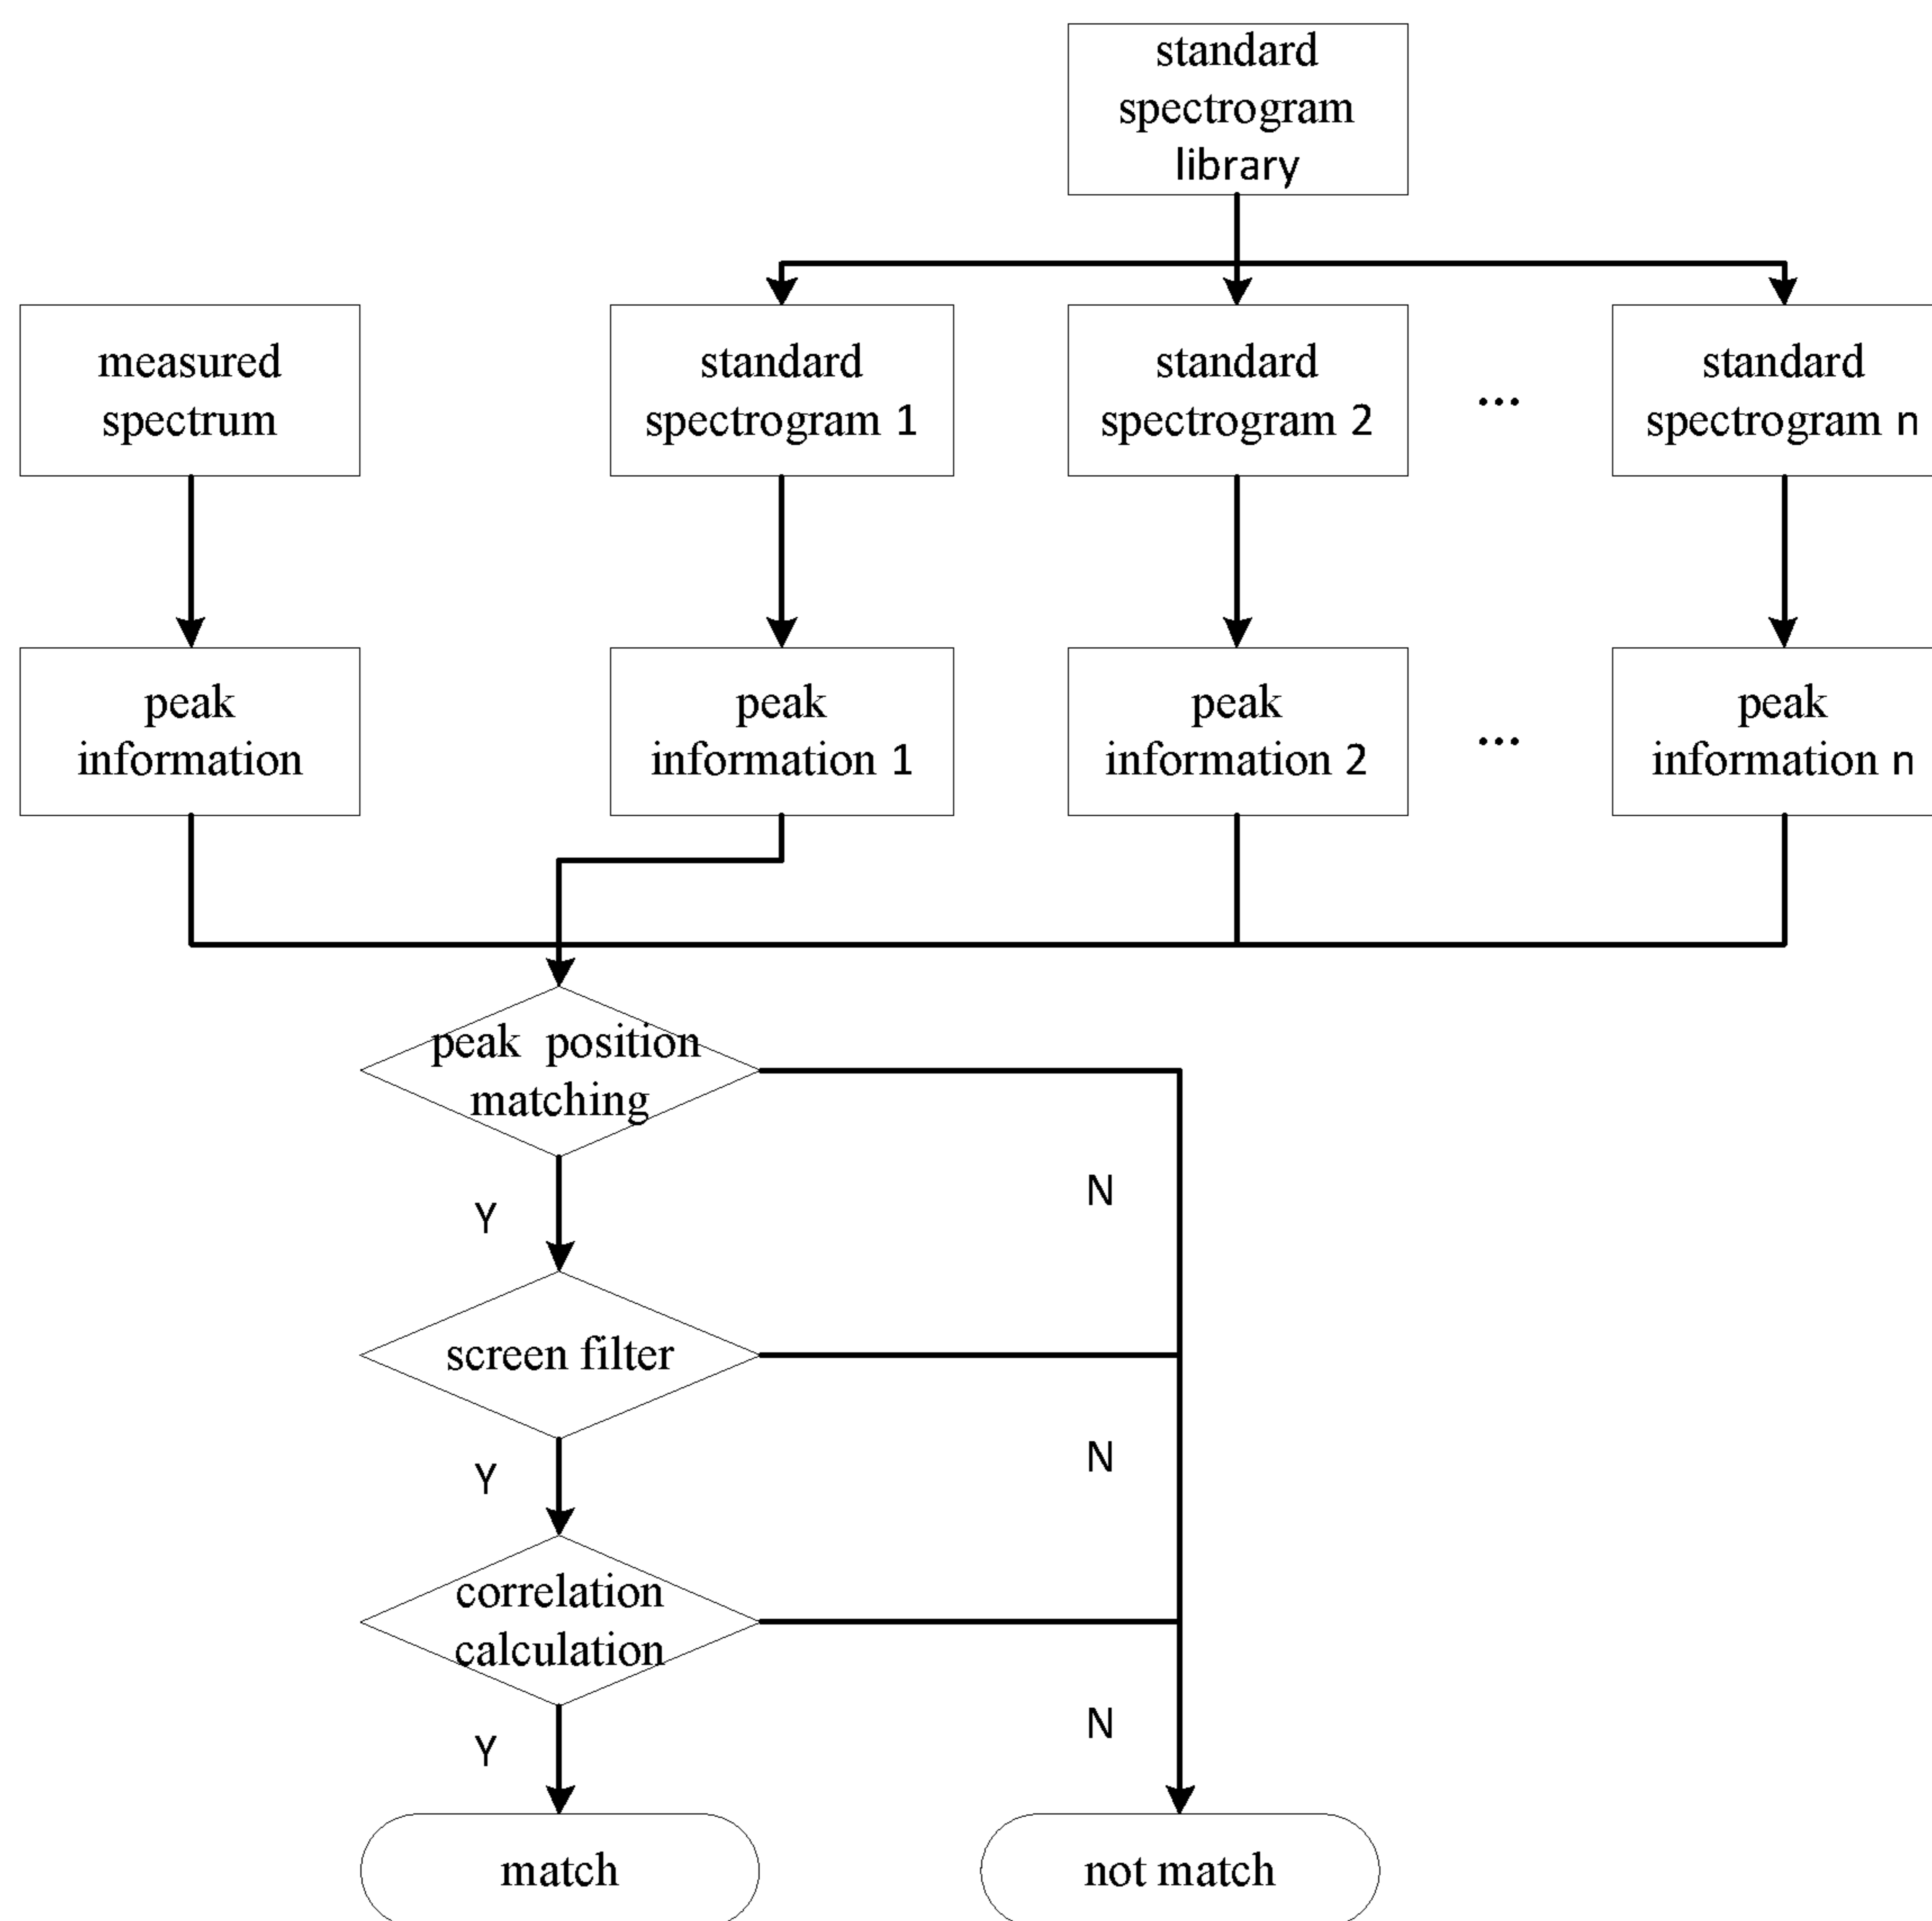 standard
spectrogram
library
measured
spectrum
standard
spectrogram 1
standard
spectrogram 2
...
standard
spectrogram n
peak
information
peak
information 1
peak
information 2
...
peak
information n
peak position
matching
Y
N
screen filter
Y
N
correlation
calculation
Y
N
match
not match